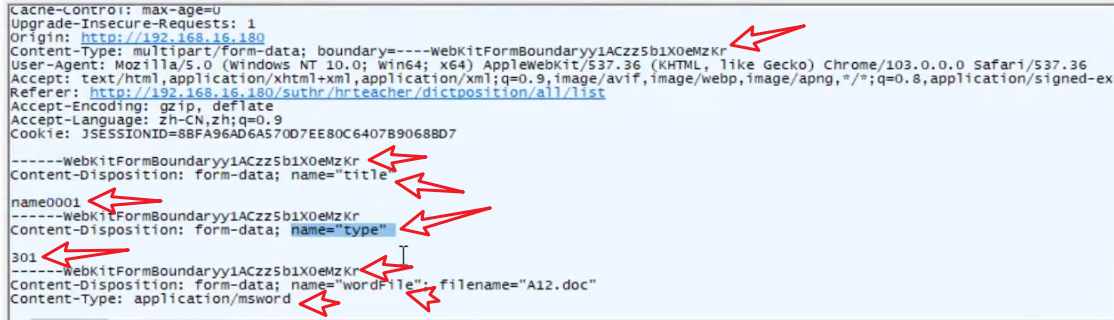 Cache-Control: max-age=0
Upgrade-Insecure-Requests: 1
Origin: http://192.168.16.180
Content-Type: multipart/form-data; boundary=----WebKitFormBoundaryy1ACzz5b1X0eMzKr
User-Agent: Mozilla/5.0 (Windows NT 10.0; Win64; x64) AppleWebKit/537.36 (KHTML, like Gecko) Chrome/103.0.0.0 Safari/537.36
Accept: text/html,application/xhtml+xml,application/xml;q=0.9,image/avif,image/webp,image/apng,*/*;q=0.8,application/signed-ex
Referer: http://192.168.16.180/suthr/hrteacher/dictposition/all/list
Accept-Encoding: gzip, deflate
Accept-Language: zh-CN,zh;q=0.9
Cookie: JSESSIONID=8BFA96AD6A570D7EE80C6407B9068BD7
------WebKitFormBoundaryy1ACzz5b1X0eMzKr
Content-Disposition: form-data; name="title"
name0001
------WebKitFormBoundaryy1ACzz5b1X0eMzKr
Content-Disposition: form-data; name="type"
301
------WebKitFormBoundaryy1ACzz5b1X0eMzKr
Content-Disposition: form-data; name="wordFile"; filename="A12.doc"
Content-Type: application/msword